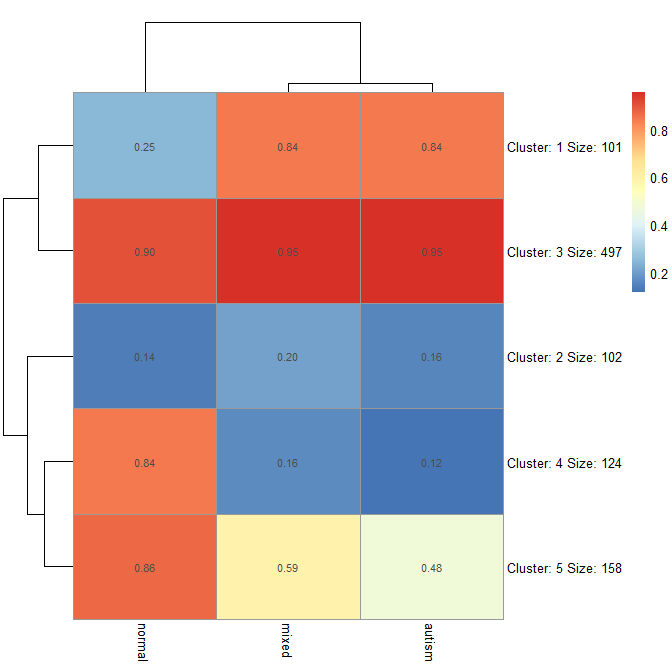 0.25 0.84 0.84 Cluster: 1 Size: 101
0.90 0.95 0.95 Cluster: 3 Size: 497
0.14 0.20 0.16 Cluster: 2 Size: 102
0.84 0.16 0.12 Cluster: 4 Size: 124
0.86 0.59 0.48 Cluster: 5 Size: 158
normal
mixed
autism
0.8
0.6
0.4
0.2